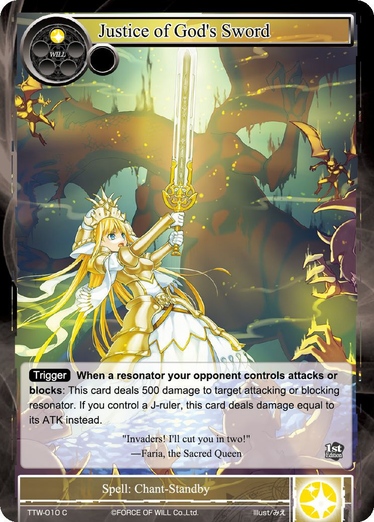 Justice of God's Sword
WILL
Trigger When a resonator your opponent controls attacks or
blocks: This card deals 500 damage to target attacking or blocking
resonator. If you control a J-ruler, this card deals damage equal to
its ATK instead.
"Invaders! I'll cut you in two!"
—Faria, the Sacred Queen
1st
Edition
Spell: Chant-Standby
TTW-010 C ©FORCE OF WILL Co.,Ltd. Illust/みえ